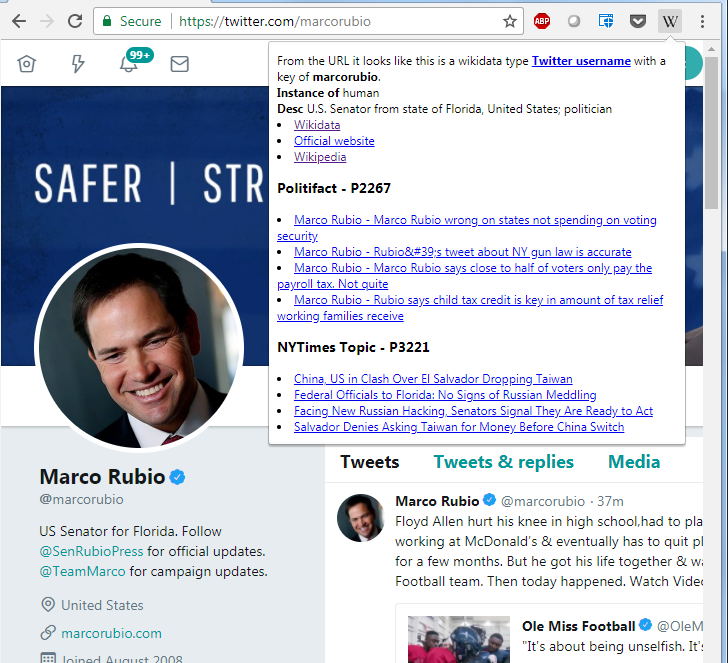 Secure | https://twitter.com/marcorubio
ABP
W
99+
From the URL it looks like this is a wikidata type Twitter username with a
key of marcorubio.
Instance of human
Desc U.S. Senator from state of Florida, United States; politician
• Wikidata
• Official website
• Wikipedia
Politifact - P2267
• Marco Rubio - Marco Rubio wrong on states not spending on voting
security
• Marco Rubio - Rubio&#39;s tweet about NY gun law is accurate
• Marco Rubio - Marco Rubio says close to half of voters only pay the
payroll tax. Not quite
• Marco Rubio - Rubio says child tax credit is key in amount of tax relief
working families receive
NYTimes Topic - P3221
• China, US in Clash Over El Salvador Dropping Taiwan
• Federal Officials to Florida: No Signs of Russian Meddling
• Facing New Russian Hacking, Senators Signal They Are Ready to Act
• Salvador Denies Asking Taiwan for Money Before China Switch
SAFER | STR
Marco Rubio
@marcorubio
US Senator for Florida. Follow
@SenRubioPress for official updates.
@TeamMarco for campaign updates.
United States
marcorubio.com
Joined August 2008
Tweets Tweets & replies Media
Marco Rubio @marcorubio · 37m
Floyd Allen hurt his knee in high school,had to pla
working at McDonald's & eventually has to quit pl
for a few months. But he got his life together & wa
Football team. Then today happened. Watch Video
Ole Miss Football @OleM
"It's about being unselfish. It's